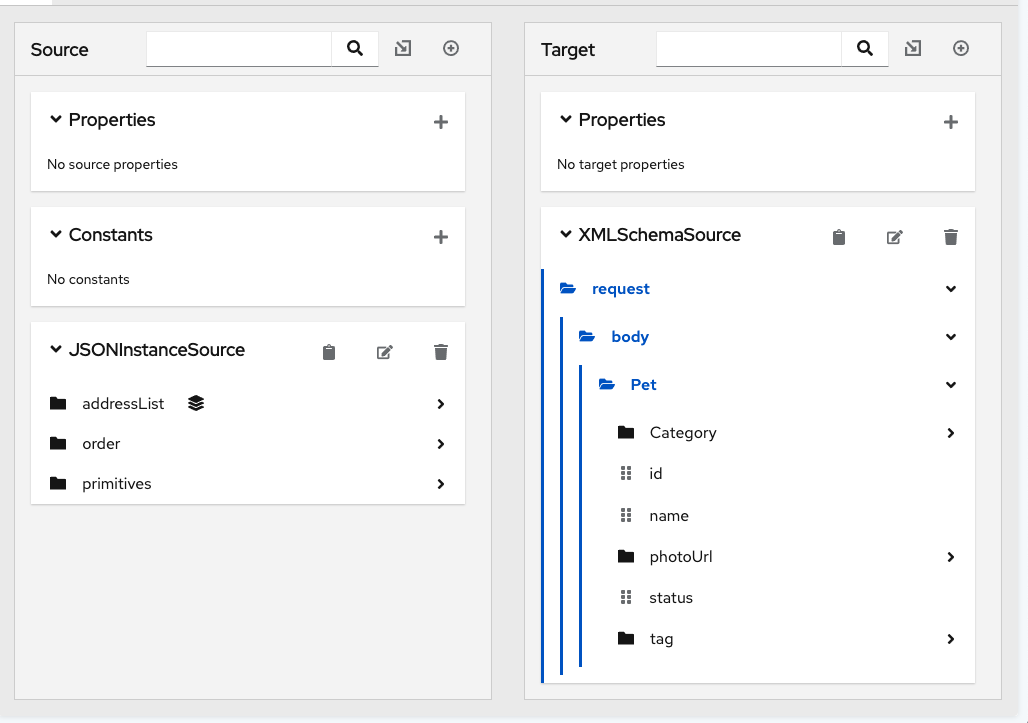 Source
Properties
No source properties
Constants
No constants
JSONInstanceSource
addressList
order
primitives
Target
Properties
No target properties
XMLSchemaSource
request
body
Pet
Category
id
name
photoUrl
status
tag